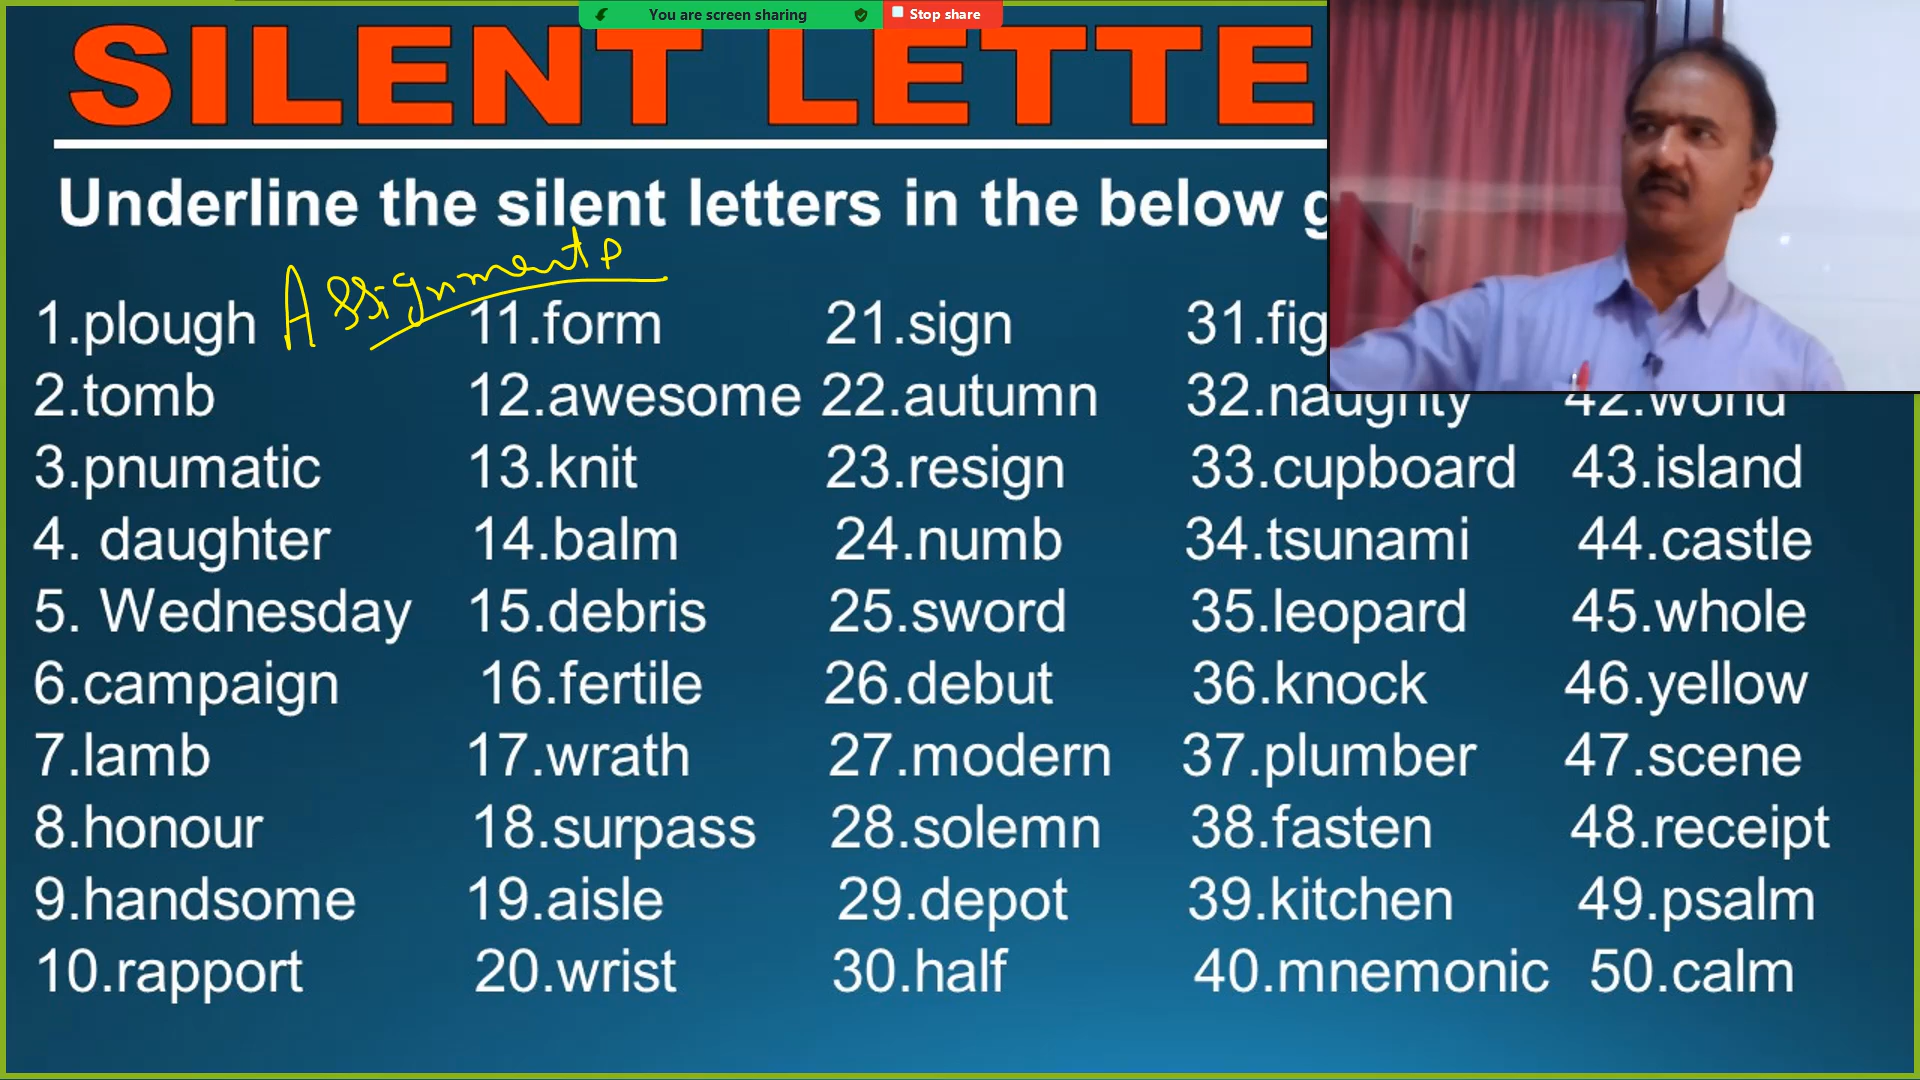 You are screen sharing Stop share
SILENT LETTE
Underline the silent letters in the below g
Assignments
1.plough 11.form 21.sign 31.fig
2.tomb 12.awesome 22.autumn 32.naughty 42.world
3.pnumatic 13.knit 23.resign 33.cupboard 43.island
4. daughter 14.balm 24.numb 34.tsunami 44.castle
5. Wednesday 15.debris 25.sword 35.leopard 45.whole
6.campaign 16.fertile 26.debut 36.knock 46.yellow
7.lamb 17.wrath 27.modern 37.plumber 47.scene
8.honour 18.surpass 28.solemn 38.fasten 48.receipt
9.handsome 19.aisle 29.depot 39.kitchen 49.psalm
10.rapport 20.wrist 30.half 40.mnemonic 50.calm